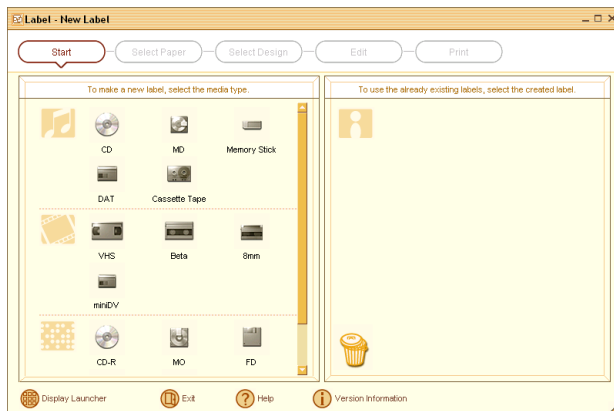 Label - New Label
Start
Select Paper
Select Design
Edit
Print
To make a new label, select the media type.
To use the already existing labels, select the created label.
CD
MD
Memory Stick
DAT
Cassette Tape
VHS
Beta
8mm
miniDV
CD-R
MO
FD
Display Launcher
Exit
Help
Version Information